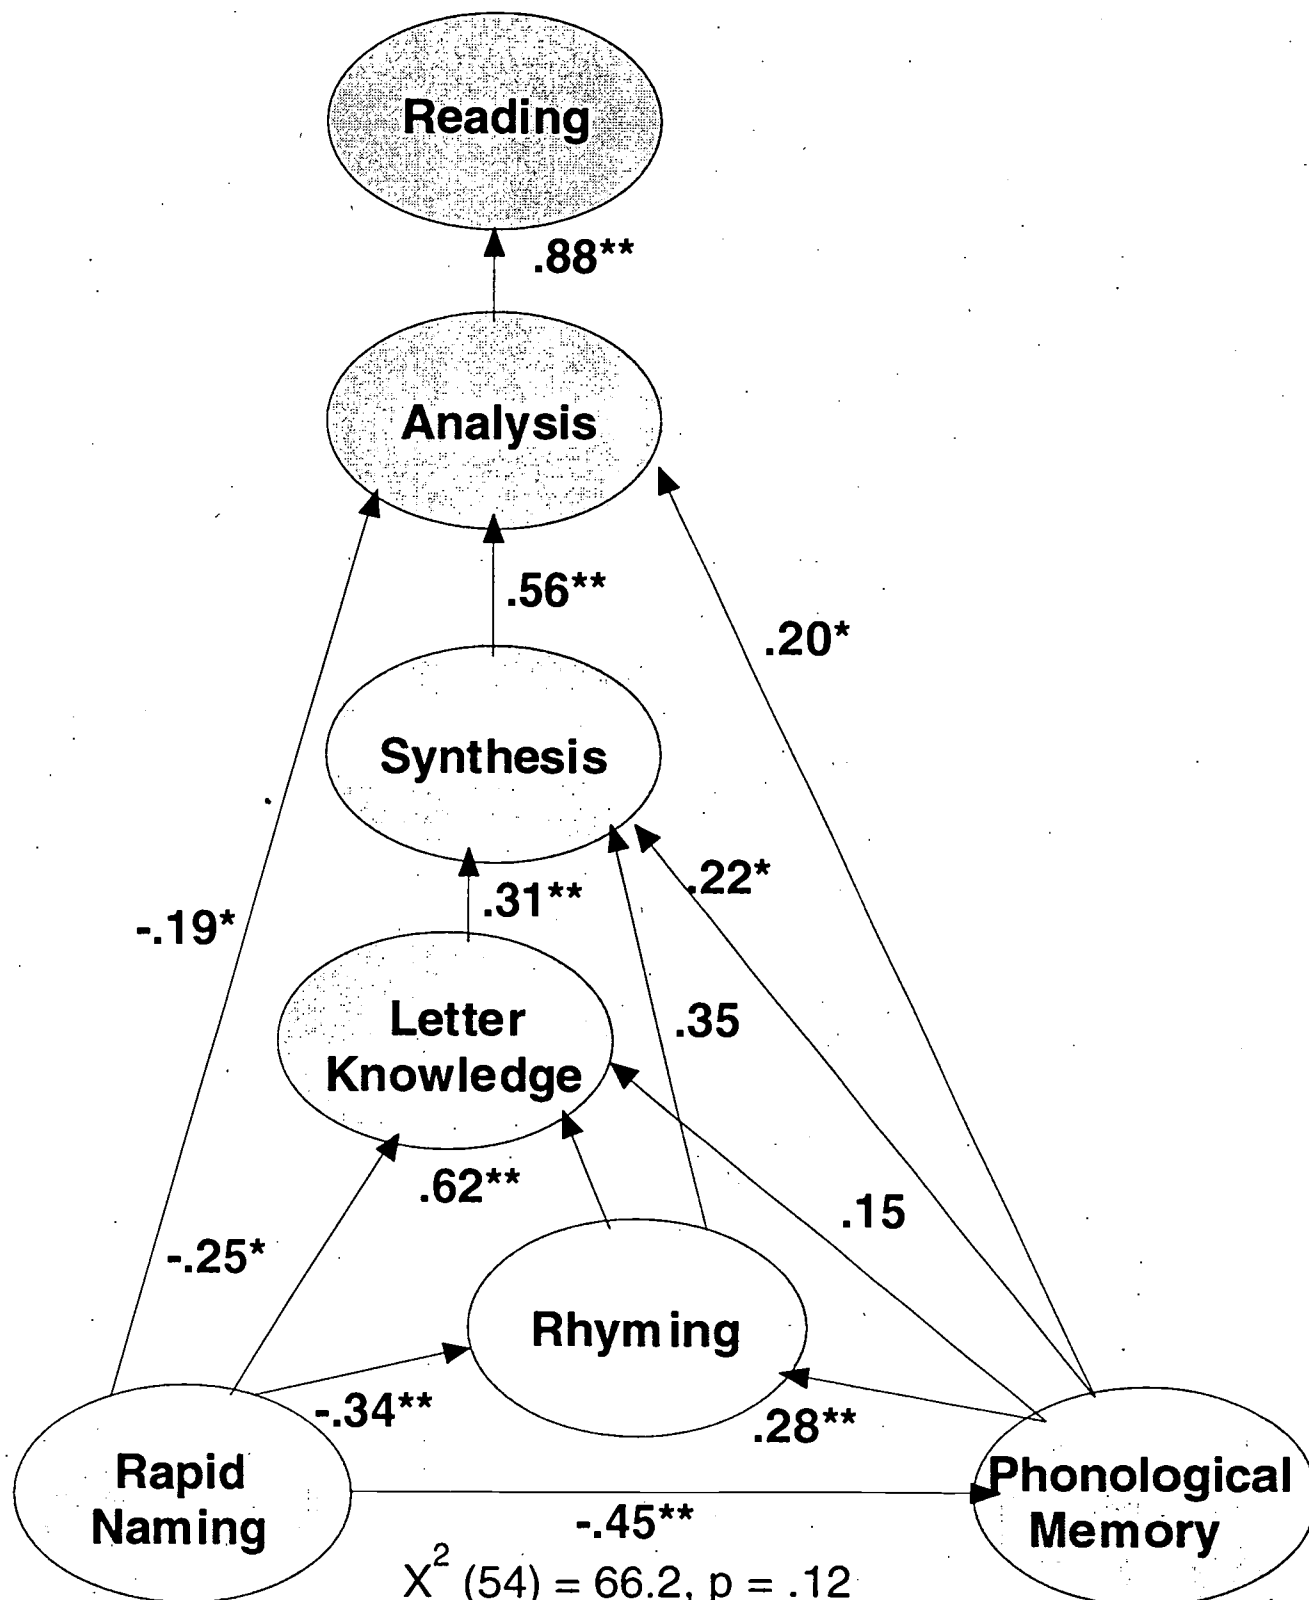 Reading
.88**
Analysis
.56**
.20*
Synthesis
.22*
.31**
-.19*
Letter
Knowledge
.35
.62**
.15
-.25*
Rhyming
-.34**
.28**
Rapid
Naming
Phonological
Memory
-.45**
X² (54) = 66.2, p = .12